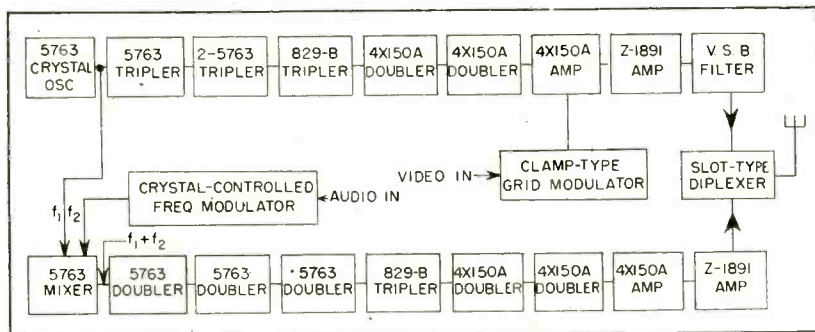 5763
CRYSTAL
OSC
5763
TRIPLER
2-5763
TRIPLER
829-B
TRIPLER
4X150A
DOUBLER
4X150A
DOUBLER
4X150A
AMP
Z-1891
AMP
V.S.B
FILTER
VIDEO IN
CLAMP-TYPE
GRID MODULATOR
SLOT-TYPE
DIPLEXER
CRYSTAL-CONTROLLED
FREQ MODULATOR
AUDIO IN
f₁
f₂
f₁+f₂
5763
MIXER
5763
DOUBLER
5763
DOUBLER
5763
DOUBLER
829-B
TRIPLER
4X150A
DOUBLER
4X150A
DOUBLER
4X150A
AMP
Z-1891
AMP